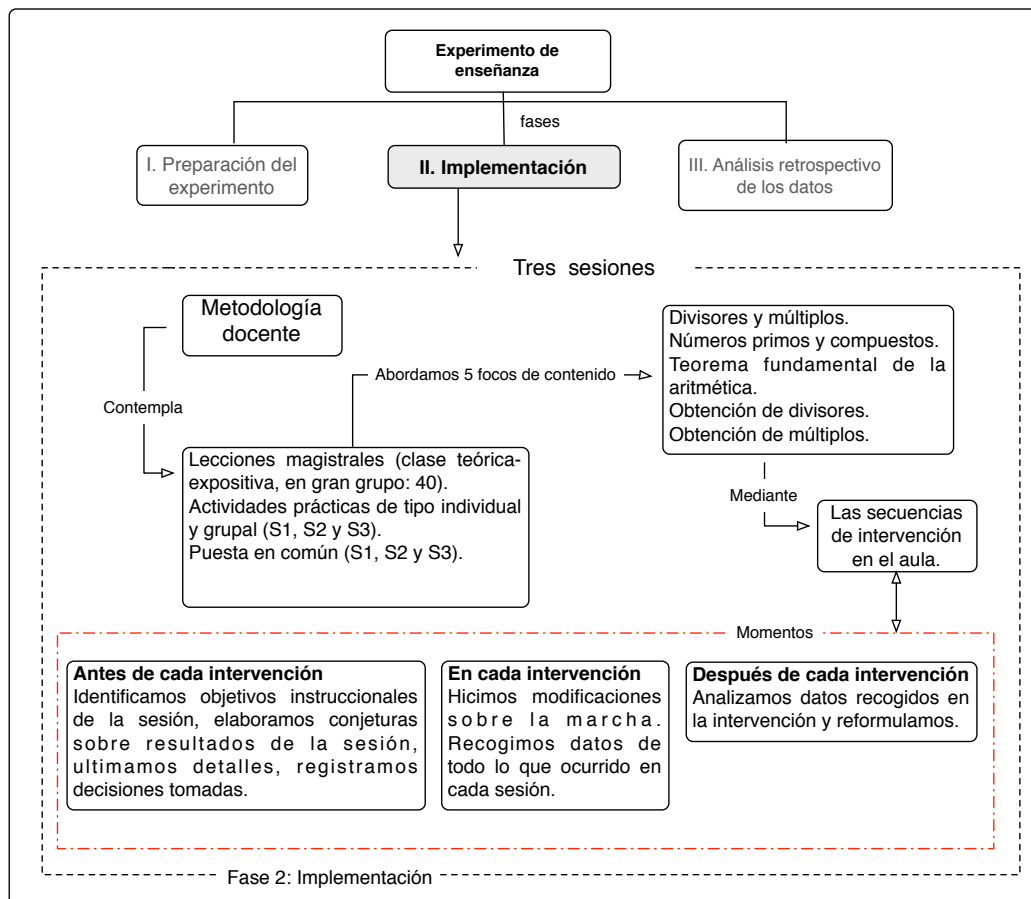 Experimento de
enseñanza
fases
I. Preparación del
experimento
II. Implementación
III. Análisis retrospectivo
de los datos
Tres sesiones
Metodología
docente
Contempla
Abordamos 5 focos de contenido
Divisores y múltiplos.
Números primos y compuestos.
Teorema fundamental de la
aritmética.
Obtención de divisores.
Obtención de múltiplos.
Lecciones magistrales (clase teórica-
expositiva, en gran grupo: 40).
Actividades prácticas de tipo individual
y grupal (S1, S2 y S3).
Puesta en común (S1, S2 y S3).
Mediante
Las secuencias
de intervención
en el aula.
Momentos
Antes de cada intervención
Identificamos objetivos instruccionales
de la sesión, elaboramos conjeturas
sobre resultados de la sesión,
ultimamos detalles, registramos
decisiones tomadas.
En cada intervención
Hicimos modificaciones
sobre la marcha.
Recogimos datos de
todo lo que ocurrido en
cada sesión.
Después de cada intervención
Analizamos datos recogidos en
la intervención y reformulamos.
Fase 2: Implementación